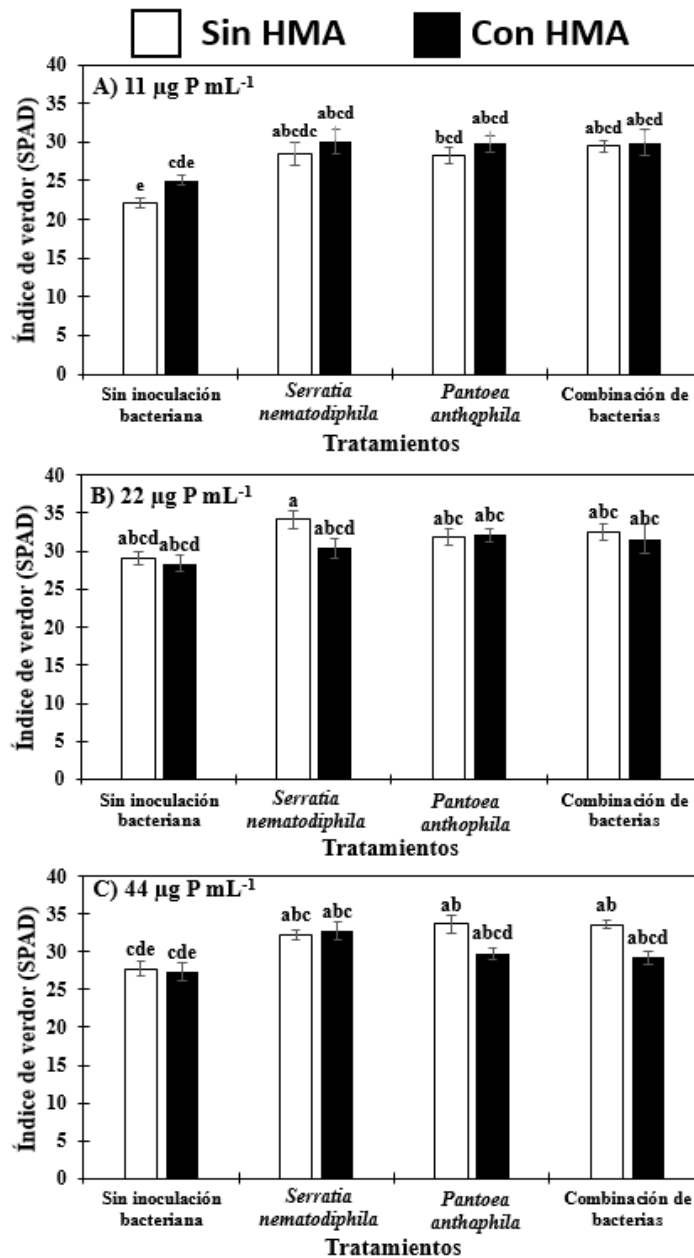 Sin HMA Con HMA
A) 11 µg P mL-1
Índice de verdor (SPAD)
40
35
30
25
20
15
10
5
0
e cde abcdc abcd bcd abcd abcd abcd
Sin inoculación bacteriana
Serratia nematodiphila
Pantoea anthophila
Combinación de bacterias
Tratamientos
B) 22 µg P mL-1
Índice de verdor (SPAD)
40
35
30
25
20
15
10
5
0
abcd abcd a abcd abc abc abc abc
Sin inoculación bacteriana
Serratia nematodiphila
Pantoea anthophila
Combinación de bacterias
Tratamientos
C) 44 µg P mL-1
Índice de verdor (SPAD)
40
35
30
25
20
15
10
5
0
cde cde abc abc ab abcd ab abcd
Sin inoculación bacteriana
Serratia nematodiphila
Pantoea anthophila
Combinación de bacterias
Tratamientos